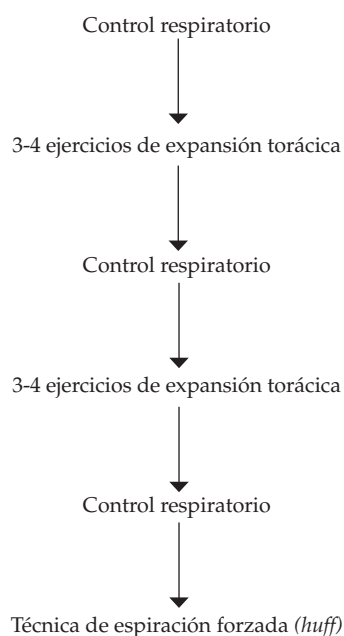 Control respiratorio
3-4 ejercicios de expansión torácica
Control respiratorio
3-4 ejercicios de expansión torácica
Control respiratorio
Técnica de espiración forzada (huff)